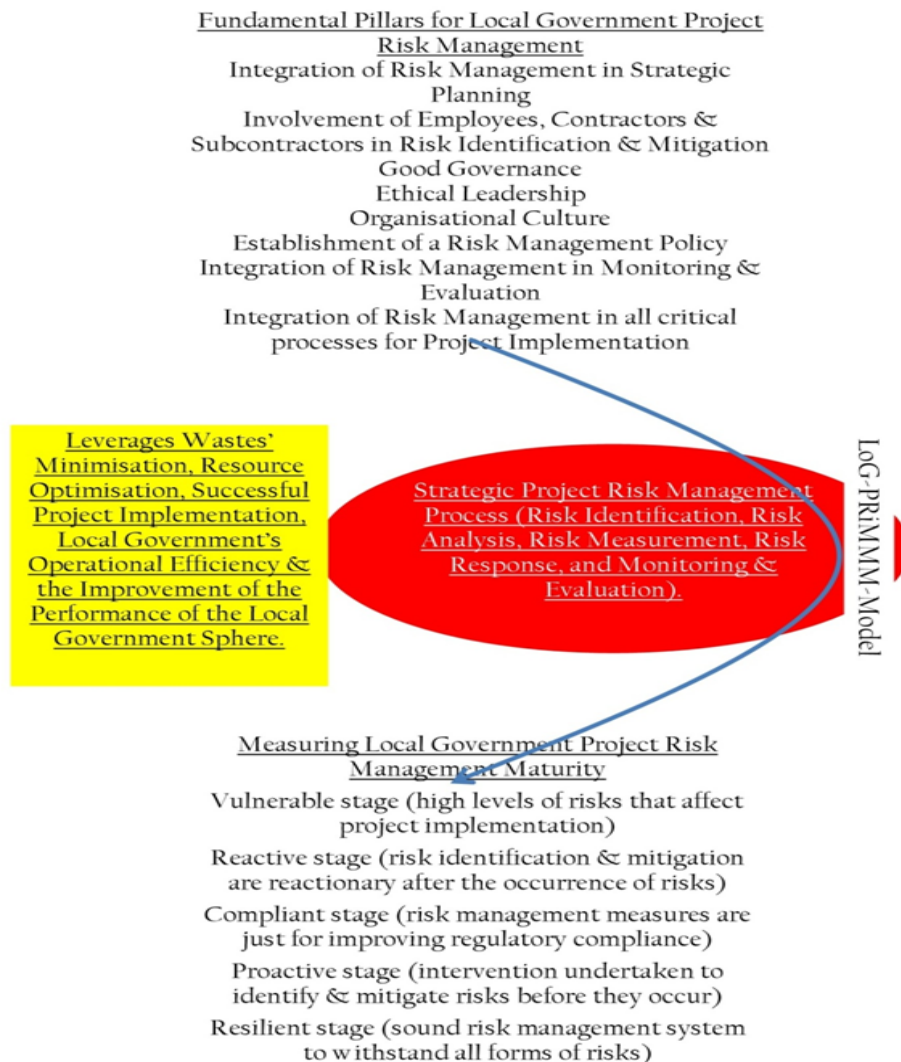 Fundamental Pillars for Local Government Project
Risk Management
Integration of Risk Management in Strategic
Planning
Involvement of Employees, Contractors &
Subcontractors in Risk Identification & Mitigation
Good Governance
Ethical Leadership
Organisational Culture
Establishment of a Risk Management Policy
Integration of Risk Management in Monitoring &
Evaluation
Integration of Risk Management in all critical
processes for Project Implementation
Leverages Wastes'
Minimisation, Resource
Optimisation, Successful
Project Implementation,
Local Government's
Operational Efficiency &
the Improvement of the
Performance of the Local
Government Sphere.
Strategic Project Risk Management
Process (Risk Identification, Risk
Analysis, Risk Measurement, Risk
Response, and Monitoring &
Evaluation).
LoG-PRiMMM-Model
Measuring Local Government Project Risk
Management Maturity
Vulnerable stage (high levels of risks that affect
project implementation)
Reactive stage (risk identification & mitigation
are reactionary after the occurrence of risks)
Compliant stage (risk management measures are
just for improving regulatory compliance)
Proactive stage (intervention undertaken to
identify & mitigate risks before they occur)
Resilient stage (sound risk management system
to withstand all forms of risks)